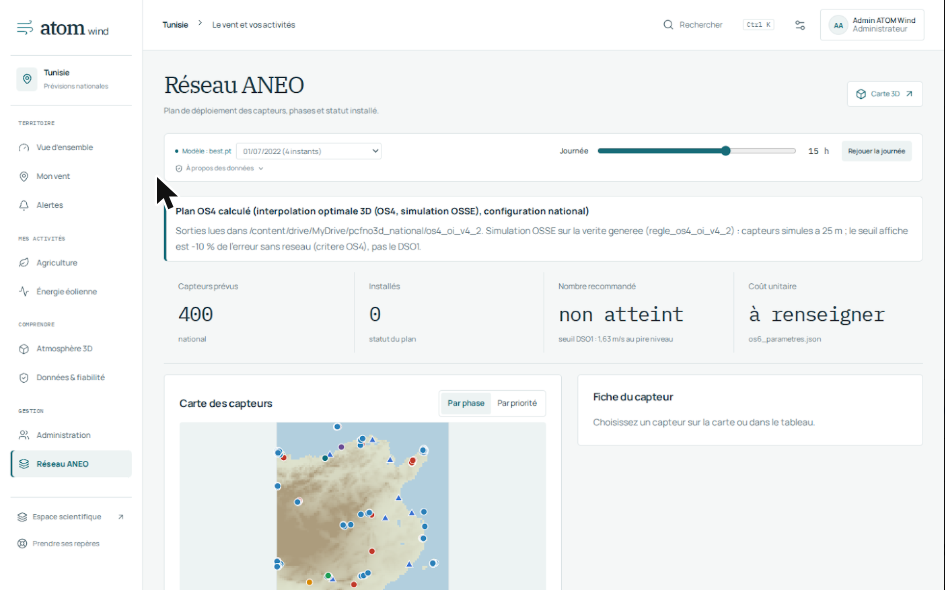 atom wind
Tunisie
Prévisions nationales
TERRITOIRE
Vue d'ensemble
Mon vent
Alertes
MES ACTIVITÉS
Agriculture
Énergie éolienne
COMPRENDRE
Atmosphère 3D
Données & fiabilité
GESTION
Administration
Réseau ANEO
Espace scientifique
Prendre ses repères
Tunisie > Le vent et vos activités
Rechercher Ctrl K
AA
Admin ATOM Wind
Administrateur
Réseau ANEO
Plan de déploiement des capteurs, phases et statut installé.
Carte 3D
Modèle : best.pt 01/07/2022 (4 instants)
Journée 15 h Rejouer la journée
À propos des données
Plan OS4 calculé (interpolation optimale 3D (OS4, simulation OSSE), configuration national)
Sorties lues dans /content/drive/MyDrive/pcfno3d_national/os4_oi_v4_2. Simulation OSSE sur la verite generee (regle_os4_oi_v4_2) : capteurs simules a 25 m ; le seuil affiche
est -10 % de l'erreur sans reseau (critere OS4), pas le DSO1.
Capteurs prévus
400
national
Installés
0
statut du plan
Nombre recommandé
non atteint
seuil DSO1 : 1,63 m/s au pire niveau
Coût unitaire
à renseigner
os6_parametres.json
Carte des capteurs
Par phase Par priorité
Fiche du capteur
Choisissez un capteur sur la carte ou dans le tableau.